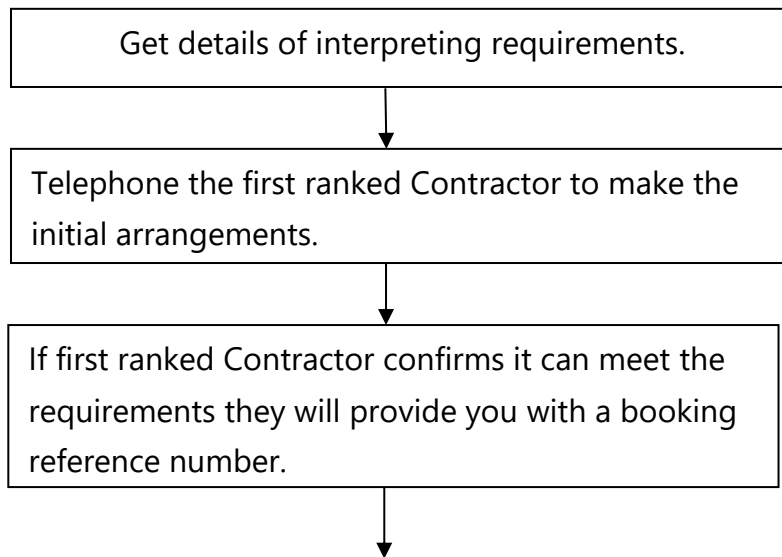 Get details of interpreting requirements.
Telephone the first ranked Contractor to make the
initial arrangements.
If first ranked Contractor confirms it can meet the
requirements they will provide you with a booking
reference number.